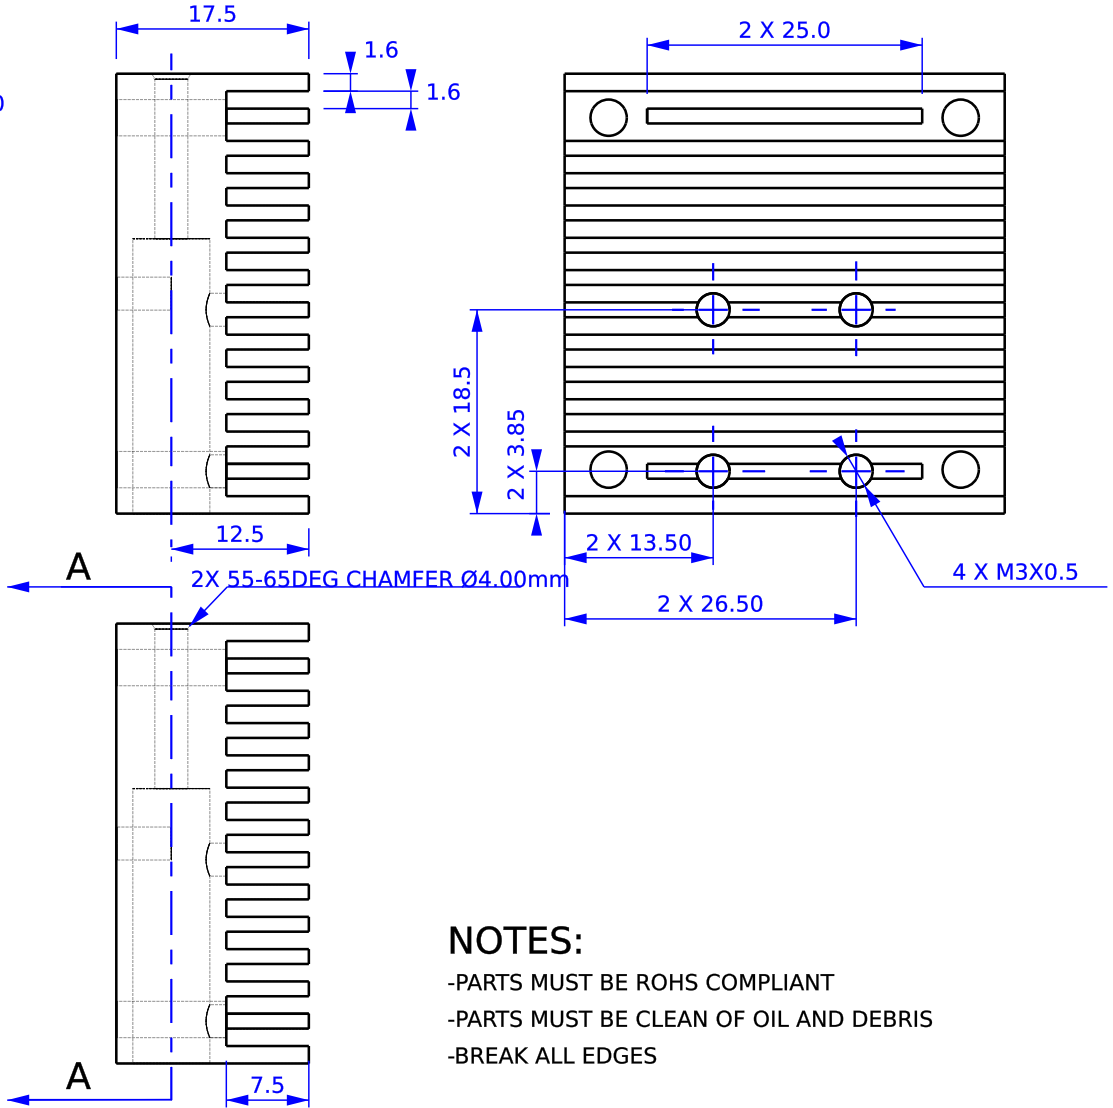 17.5
2 X 25.0
1.6
1.6
0
2 X 18.5
2 X 3.85
12.5
2 X 13.50
A
2X 55-65DEG CHAMFER Ø4.00mm
4 X M3X0.5
2 X 26.50
NOTES:
-PARTS MUST BE ROHS COMPLIANT
-PARTS MUST BE CLEAN OF OIL AND DEBRIS
-BREAK ALL EDGES
A
7.5